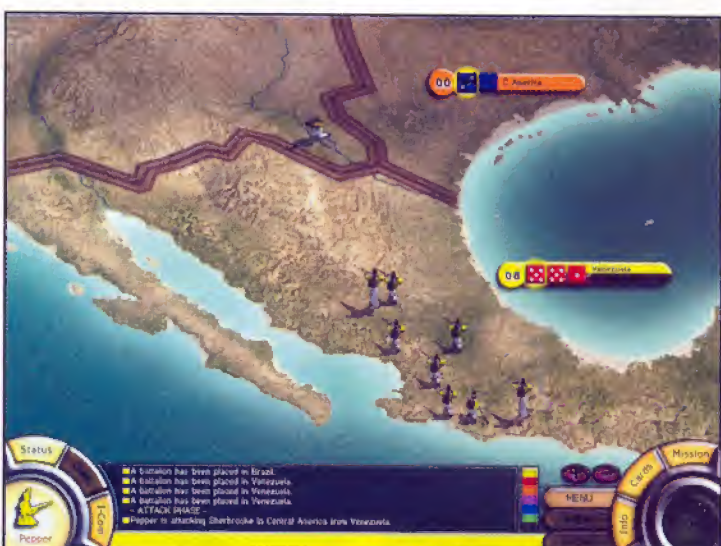 00 C. America
08 Venezuela
Status
I-Com
Pepper
A battalion has been placed in Brazil.
A battalion has been placed in Venezuela.
A battalion has been placed in Venezuela.
A battalion has been placed in Venezuela.
- ATTACK PHASE -
Pepper is attacking Sherbrooke in Central America from Venezuela.
MENU
Info
Cards
Mission